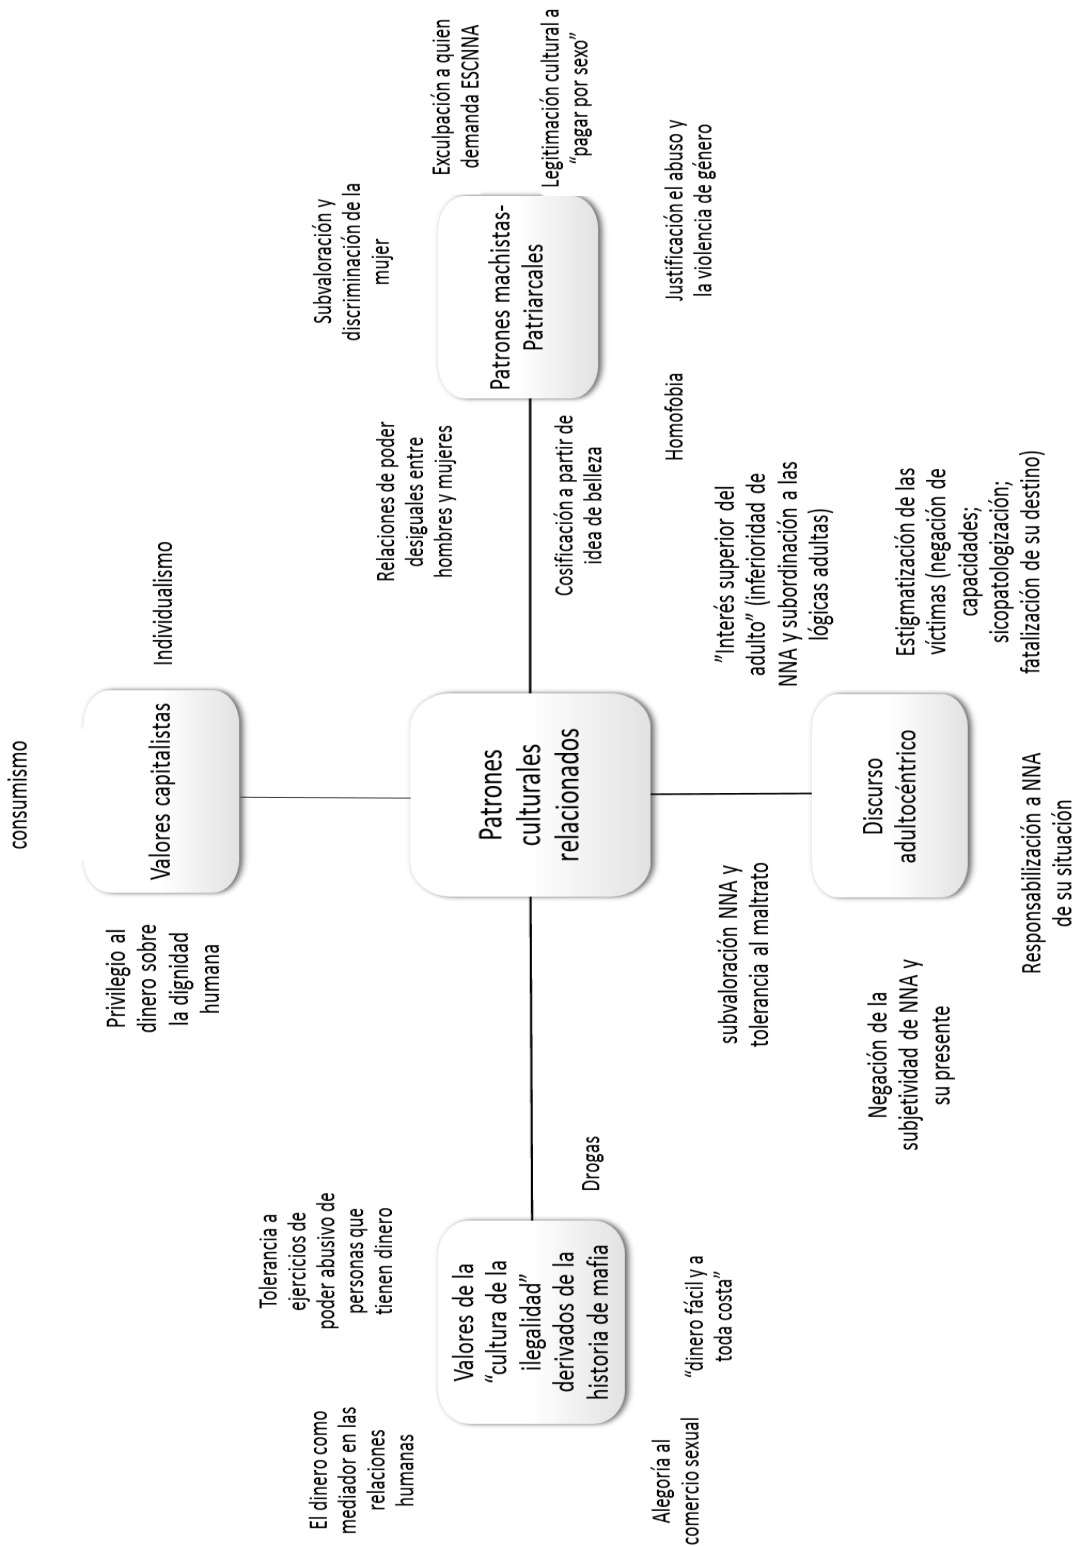 consumismo
Valores capitalistas
Individualismo
Privilegio al
dinero sobre
la dignidad
humana
Tolerancia a
ejercicios de
poder abusivo de
personas que
tienen dinero
El dinero como
mediador en las
relaciones
humanas
Valores de la
“cultura de la
ilegalidad”
derivados de la
historia de mafia
Drogas
“dinero fácil y a
toda costa”
Alegoría al
comercio sexual
Patrones
culturales
relacionados
Relaciones de poder
desiguales entre
hombres y mujeres
Subvaloración y
discriminación de la
mujer
Exculpación a quien
demanda ESCNNA
Patrones machistas-
Patriarcales
Legitimación cultural a
“pagar por sexo”
Cosificación a partir de
idea de belleza
Homofobia
Justificación el abuso y
la violencia de género
subvaloración NNA y
tolerancia al maltrato
”Interés superior del
adulto” (inferioridad de
NNA y subordinación a las
lógicas adultas)
Discurso
adultocéntrico
Negación de la
subjetividad de NNA y
su presente
Estigmatización de las
víctimas (negación de
capacidades;
sicopatologización;
fatalización de su destino)
Responsabilización a NNA
de su situación